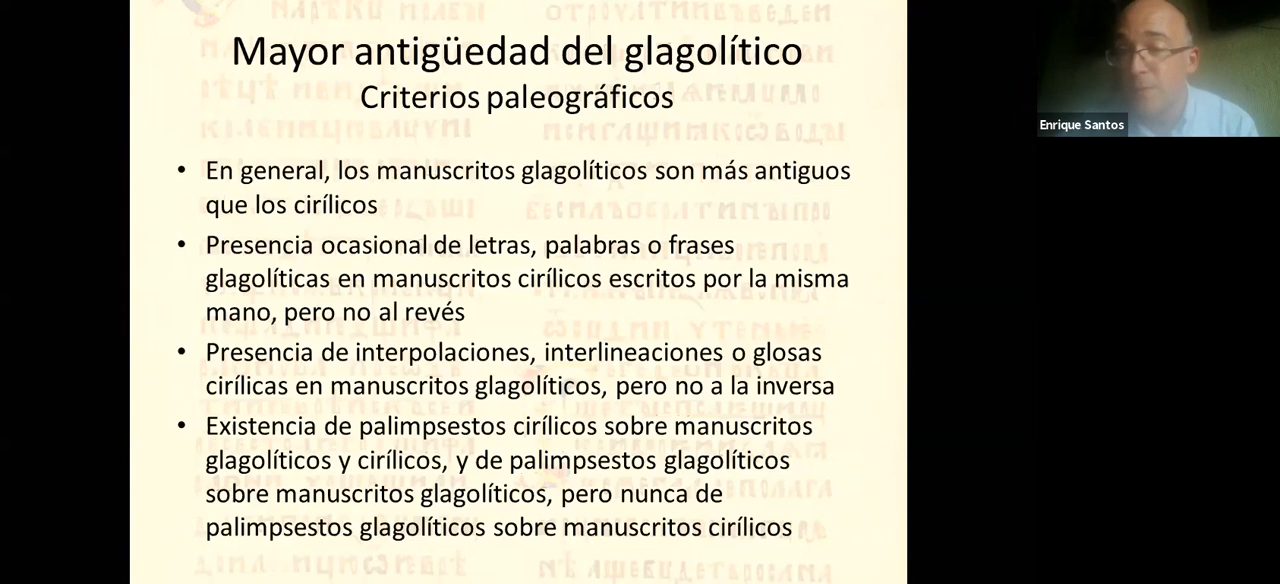 Mayor antigüedad del glagolítico
Criterios paleográficos
• En general, los manuscritos glagolíticos son más antiguos
que los cirílicos
• Presencia ocasional de letras, palabras o frases
glagolíticas en manuscritos cirílicos escritos por la misma
mano, pero no al revés
• Presencia de interpolaciones, interlineaciones o glosas
cirílicas en manuscritos glagolíticos, pero no a la inversa
• Existencia de palimpsestos cirílicos sobre manuscritos
glagolíticos y cirílicos, y de palimpsestos glagolíticos
sobre manuscritos glagolíticos, pero nunca de
palimpsestos glagolíticos sobre manuscritos cirílicos
Enrique Santos